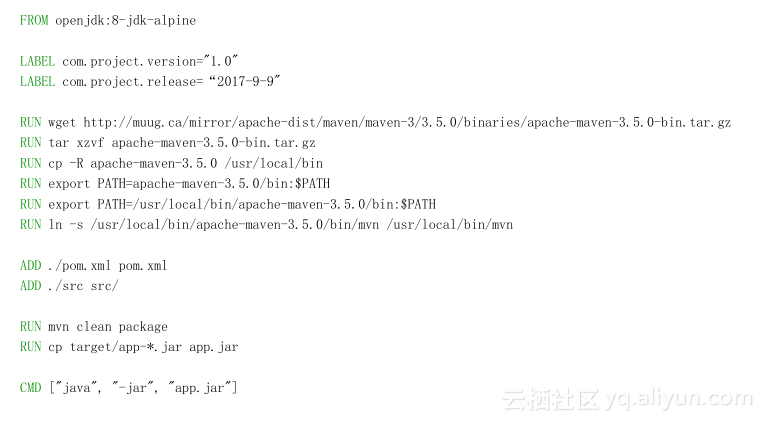 FROM openjdk:8-jdk-alpine
LABEL com.project.version="1.0"
LABEL com.project.release=“2017-9-9"
RUN wget http://muug.ca/mirror/apache-dist/maven/maven-3/3.5.0/binaries/apache-maven-3.5.0-bin.tar.gz
RUN tar xzvf apache-maven-3.5.0-bin.tar.gz
RUN cp -R apache-maven-3.5.0 /usr/local/bin
RUN export PATH=apache-maven-3.5.0/bin:$PATH
RUN export PATH=/usr/local/bin/apache-maven-3.5.0/bin:$PATH
RUN ln -s /usr/local/bin/apache-maven-3.5.0/bin/mvn /usr/local/bin/mvn
ADD ./pom.xml pom.xml
ADD ./src src/
RUN mvn clean package
RUN cp target/app-*.jar app.jar
CMD ["java", "-jar", "app.jar"]
云栖社区 yq.aliyun.com